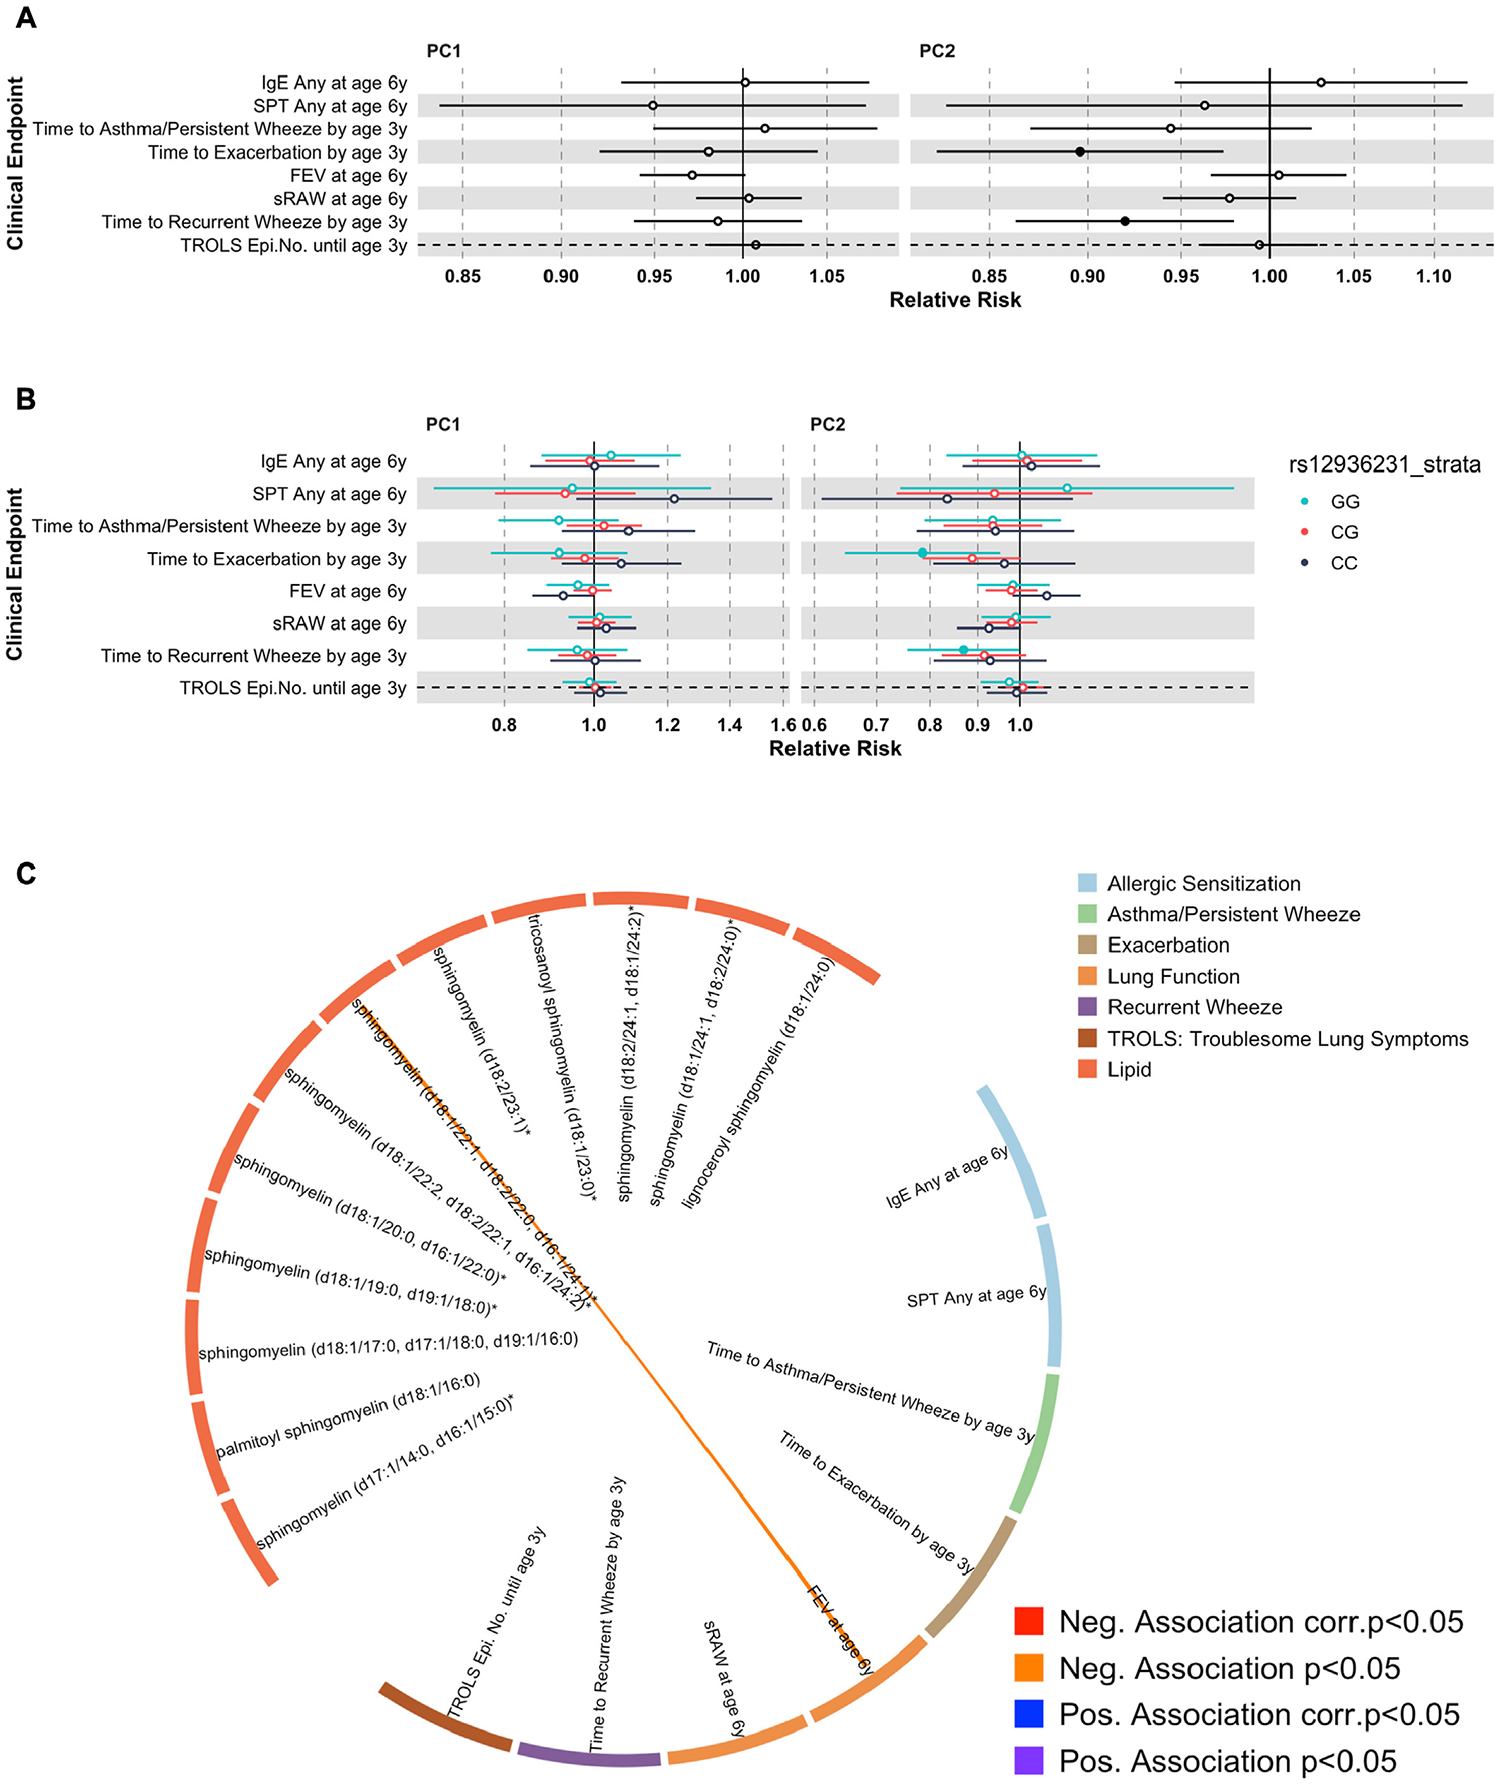 A
PC1
PC2
Clinical Endpoint
IgE Any at age 6y
SPT Any at age 6y
Time to Asthma/Persistent Wheeze by age 3y
Time to Exacerbation by age 3y
FEV at age 6y
sRAW at age 6y
Time to Recurrent Wheeze by age 3y
TROLS Epi.No. until age 3y
0.85 0.90 0.95 1.00 1.05
0.85 0.90 0.95 1.00 1.05 1.10
Relative Risk
B
PC1
PC2
Clinical Endpoint
IgE Any at age 6y
SPT Any at age 6y
Time to Asthma/Persistent Wheeze by age 3y
Time to Exacerbation by age 3y
FEV at age 6y
sRAW at age 6y
Time to Recurrent Wheeze by age 3y
TROLS Epi.No. until age 3y
0.8 1.0 1.2 1.4 1.6
0.6 0.7 0.8 0.9 1.0
Relative Risk
rs12936231_strata
GG
CG
CC
C
Allergic Sensitization
Asthma/Persistent Wheeze
Exacerbation
Lung Function
Recurrent Wheeze
TROLS: Troublesome Lung Symptoms
Lipid
lignoceroyl sphingomyelin (d18:1/24:0)
sphingomyelin (d18:1/24:1, d18:2/24:0)*
sphingomyelin (d18:2/24:1, d18:1/24:2)*
tricosanoyl sphingomyelin (d18:1/23:0)*
sphingomyelin (d18:2/23:1)*
sphingomyelin (d18:1/22:1, d18:2/22:0, d16:1/24:1)*
sphingomyelin (d18:1/22:2, d18:2/22:1, d16:1/24:2)*
sphingomyelin (d18:1/20:0, d16:1/22:0)*
sphingomyelin (d18:1/19:0, d19:1/18:0)*
sphingomyelin (d18:1/17:0, d17:1/18:0, d19:1/16:0)
palmitoyl sphingomyelin (d18:1/16:0)
sphingomyelin (d17:1/14:0, d16:1/15:0)*
IgE Any at age 6y
SPT Any at age 6y
Time to Asthma/Persistent Wheeze by age 3y
Time to Exacerbation by age 3y
FEV at age 6y
sRAW at age 6y
Time to Recurrent Wheeze by age 3y
TROLS Epi. No. until age 3y
Neg. Association corr.p<0.05
Neg. Association p<0.05
Pos. Association corr.p<0.05
Pos. Association p<0.05